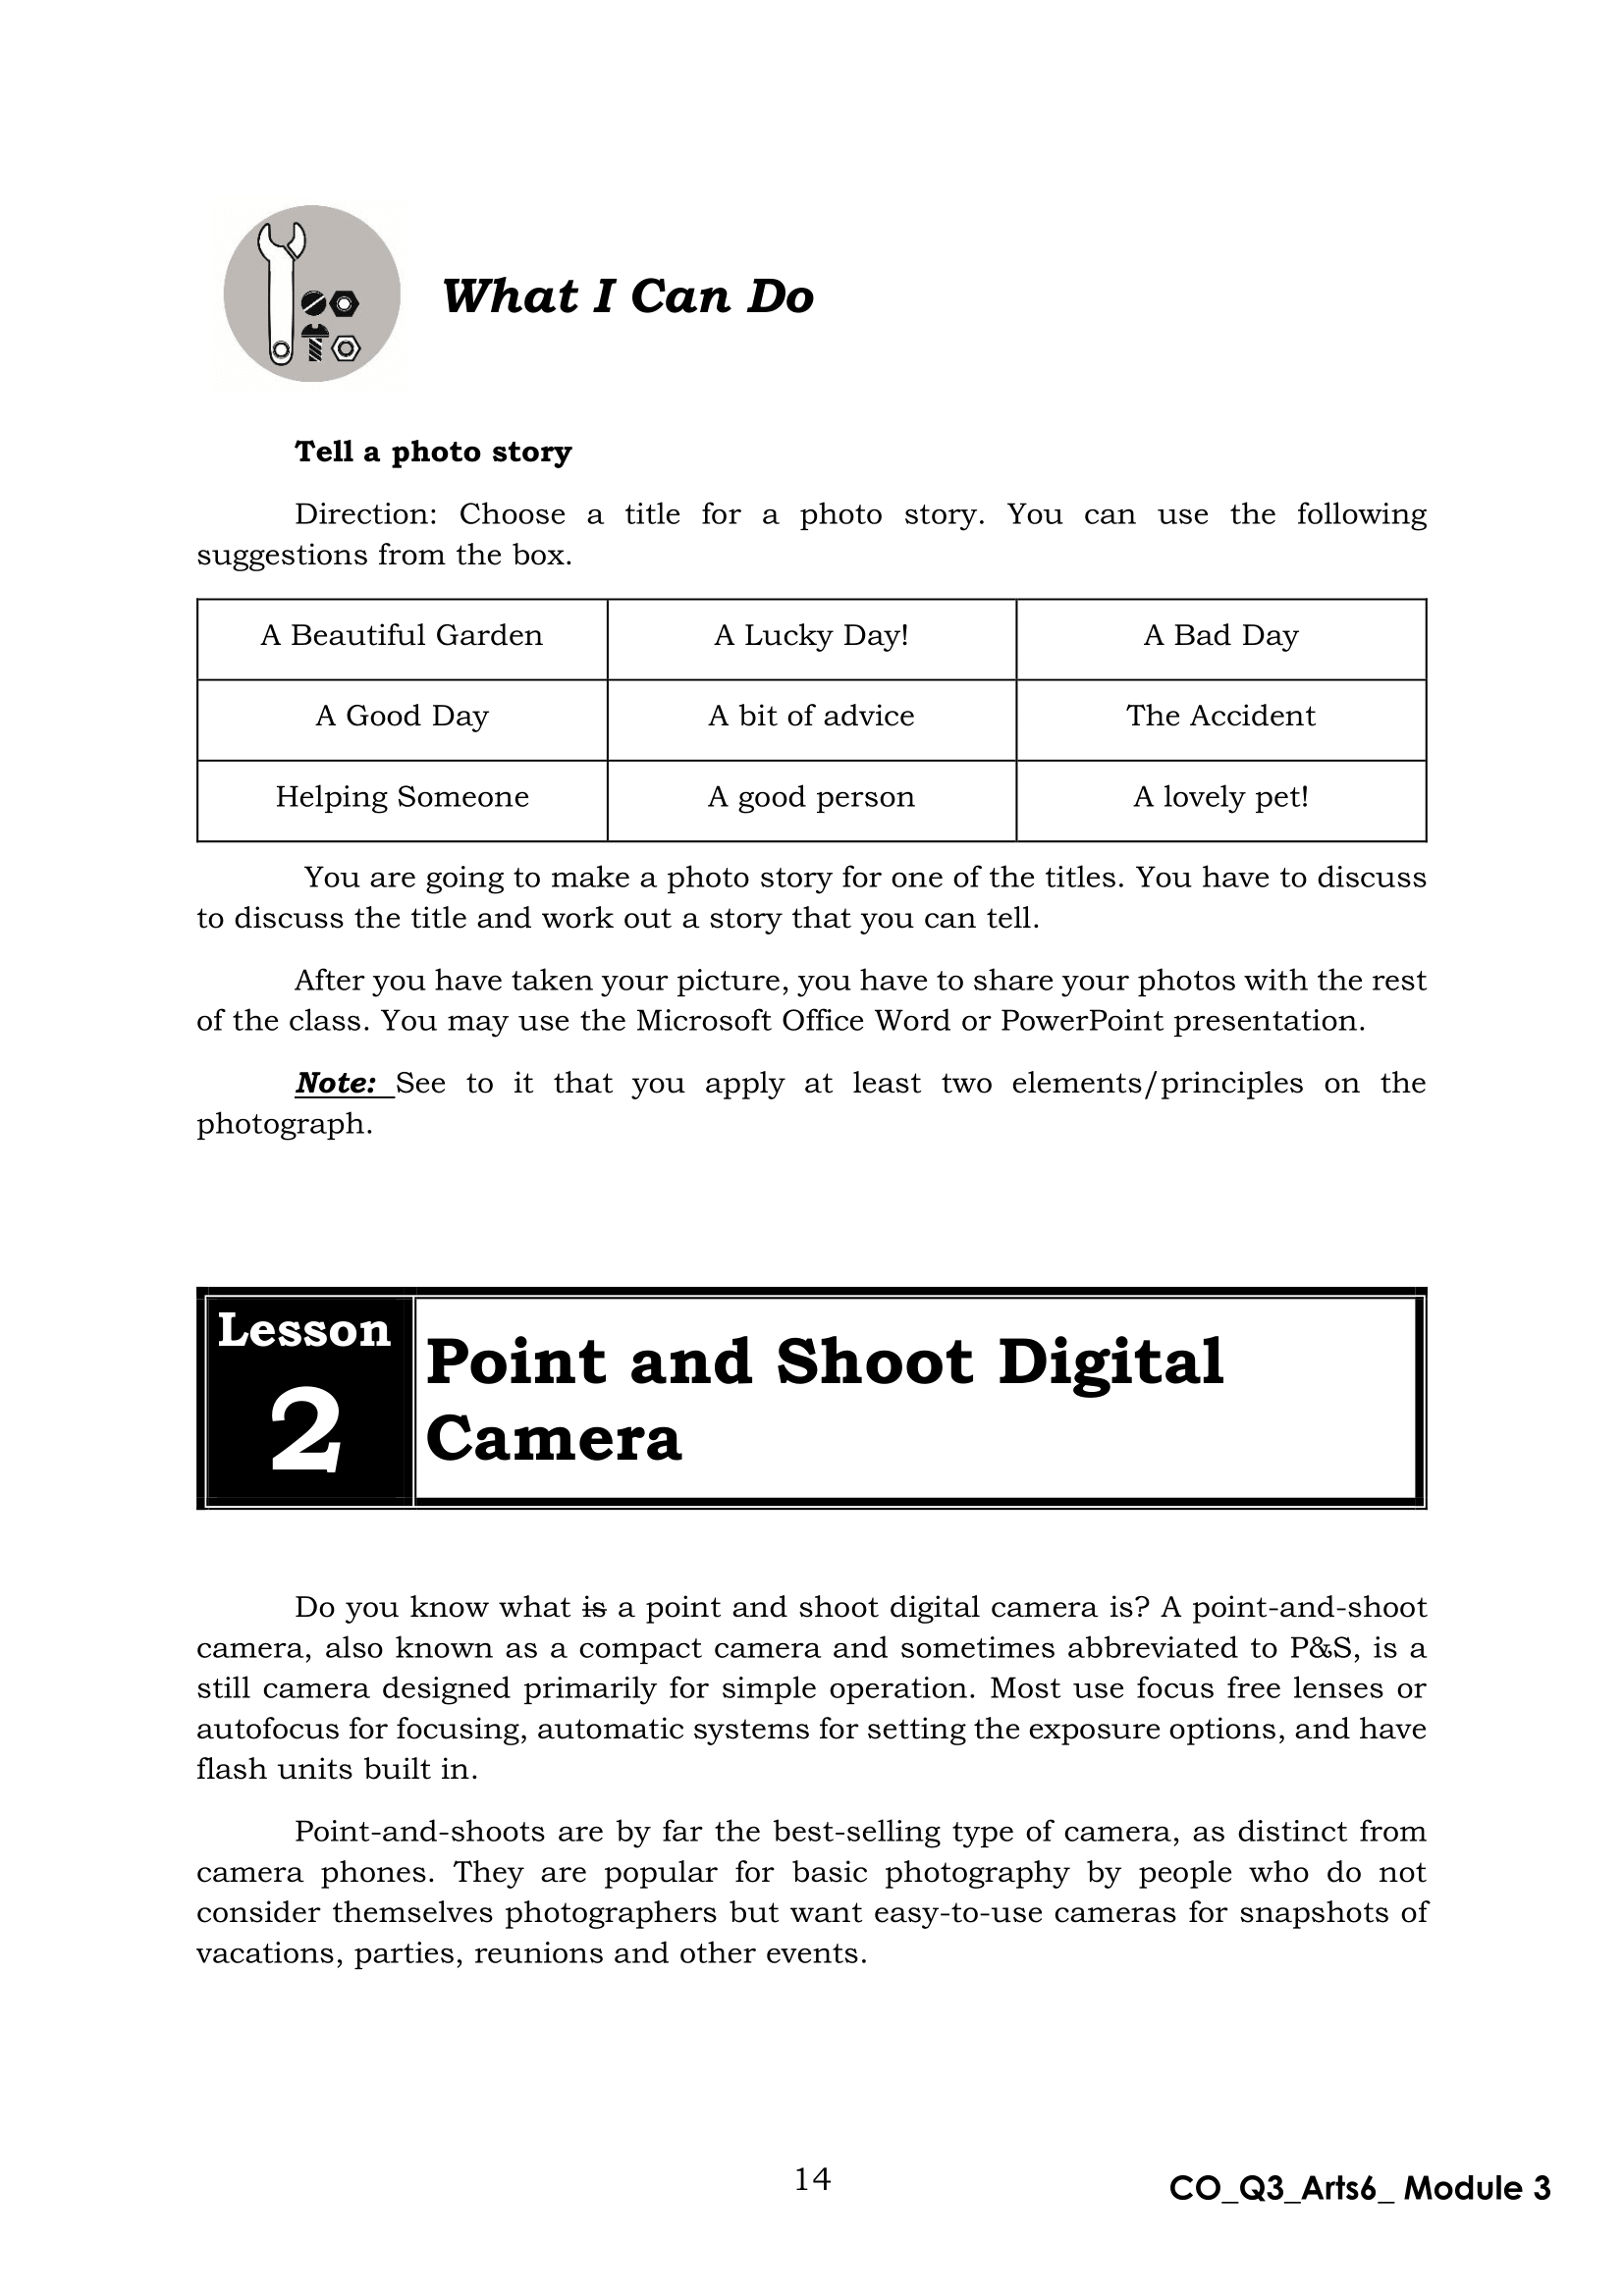 What I Can Do
Tell a photo story
Direction: Choose a title for a photo story. You can use the following
suggestions from the box.
A Beautiful Garden A Lucky Day! A Bad Day
A Good Day A bit of advice The Accident
Helping Someone A good person A lovely pet!
You are going to make a photo story for one of the titles. You have to discuss
to discuss the title and work out a story that you can tell.
After you have taken your picture, you have to share your photos with the rest
of the class. You may use the Microsoft Office Word or PowerPoint presentation.
Note: See to it that you apply at least two elements/principles on the
photograph.
Lesson
2
Point and Shoot Digital
Camera
Do you know what is a point and shoot digital camera is? A point-and-shoot
camera, also known as a compact camera and sometimes abbreviated to P&S, is a
still camera designed primarily for simple operation. Most use focus free lenses or
autofocus for focusing, automatic systems for setting the exposure options, and have
flash units built in.
Point-and-shoots are by far the best-selling type of camera, as distinct from
camera phones. They are popular for basic photography by people who do not
consider themselves photographers but want easy-to-use cameras for snapshots of
vacations, parties, reunions and other events.
14
CO_Q3_Arts6_ Module 3